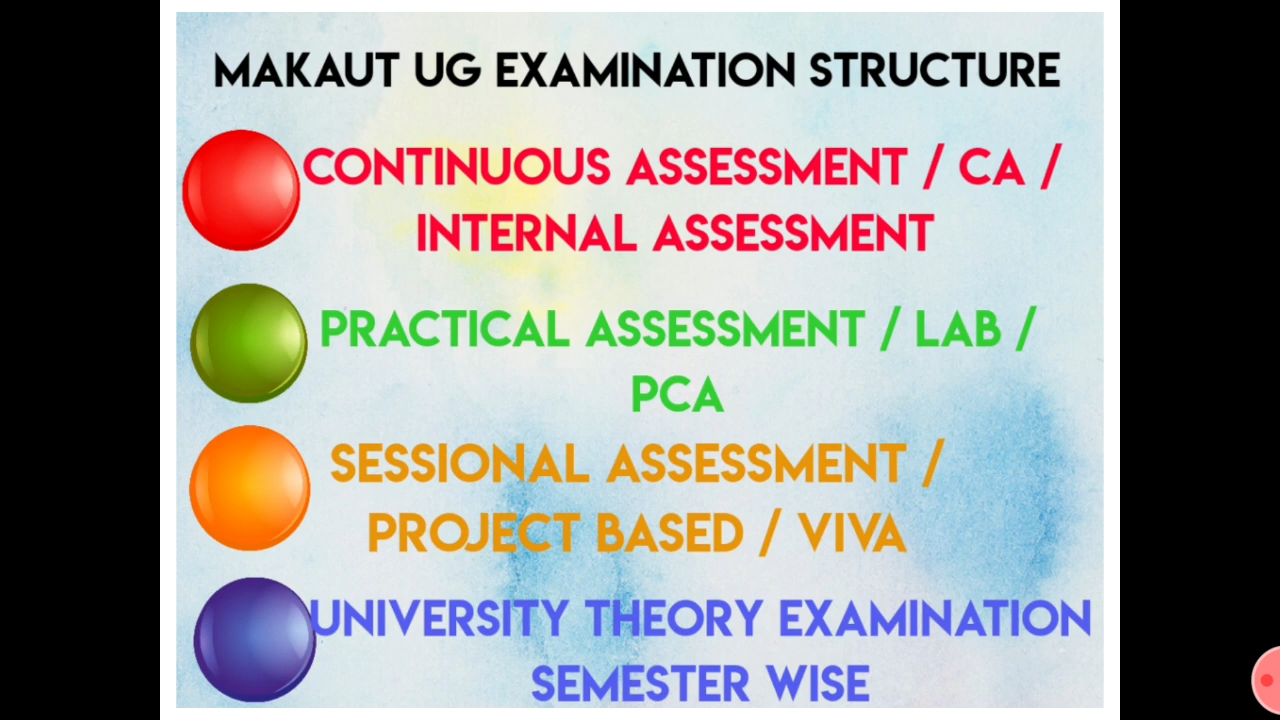 MAKAUT UG EXAMINATION STRUCTURE
CONTINUOUS ASSESSMENT / CA /
INTERNAL ASSESSMENT
PRACTICAL ASSESSMENT / LAB /
PCA
SESSIONAL ASSESSMENT /
PROJECT BASED / VIVA
UNIVERSITY THEORY EXAMINATION
SEMESTER WISE